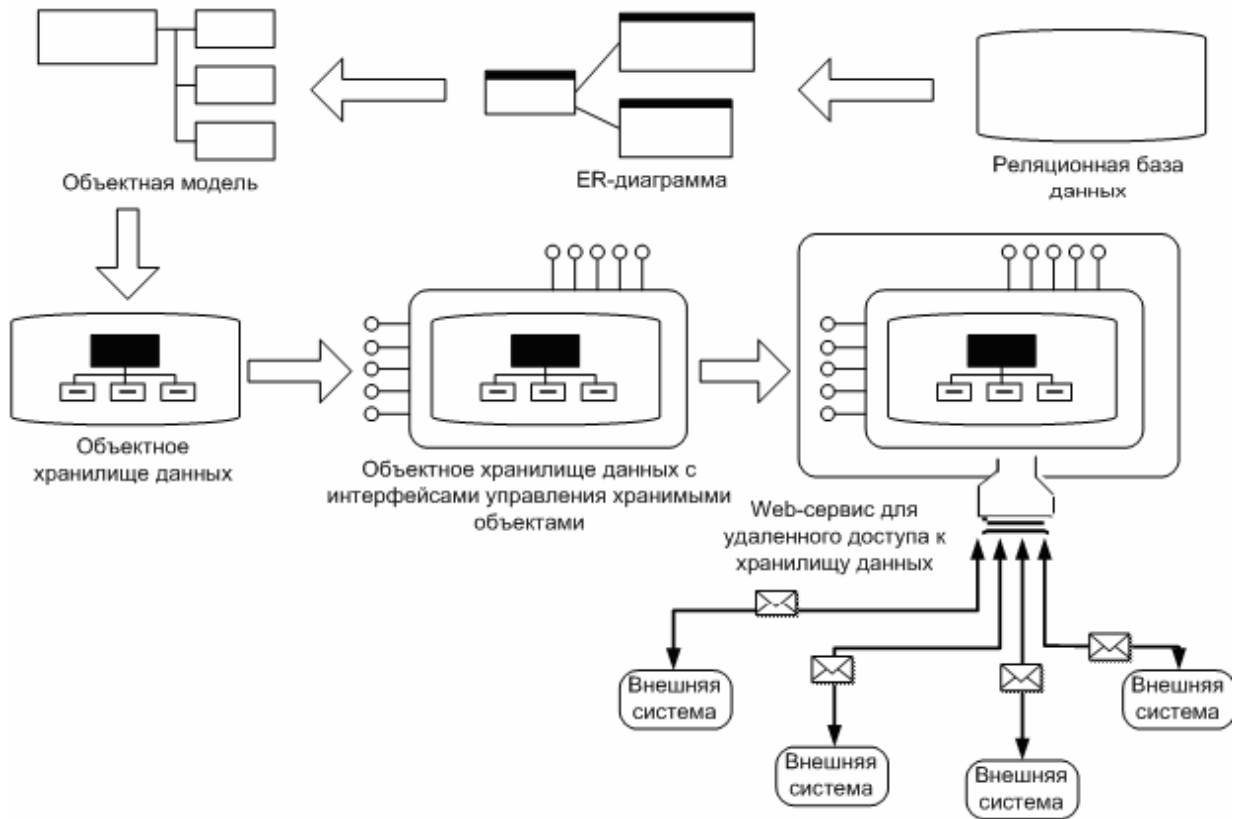 Объектная модель
ER-диаграмма
Реляционная база
данных
Объектное
хранилище данных
Объектное хранилище данных с
интерфейсами управления хранимыми
объектами
Web-сервис для
удаленного доступа к
хранилищу данных
Внешняя
система
Внешняя
система
Внешняя
система
Внешняя
система